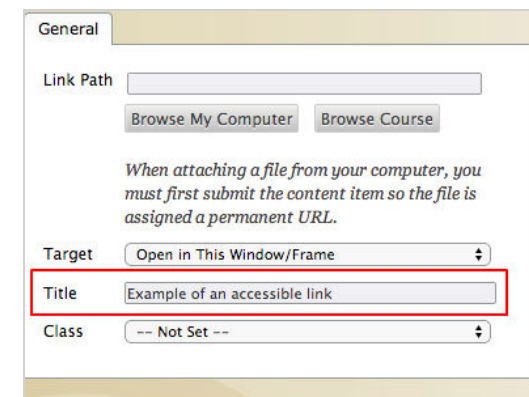 General
Link Path
Browse My Computer Browse Course
When attaching a file from your computer, you
must first submit the content item so the file is
assigned a permanent URL.
Target Open in This Window/Frame
Title Example of an accessible link
Class -- Not Set --